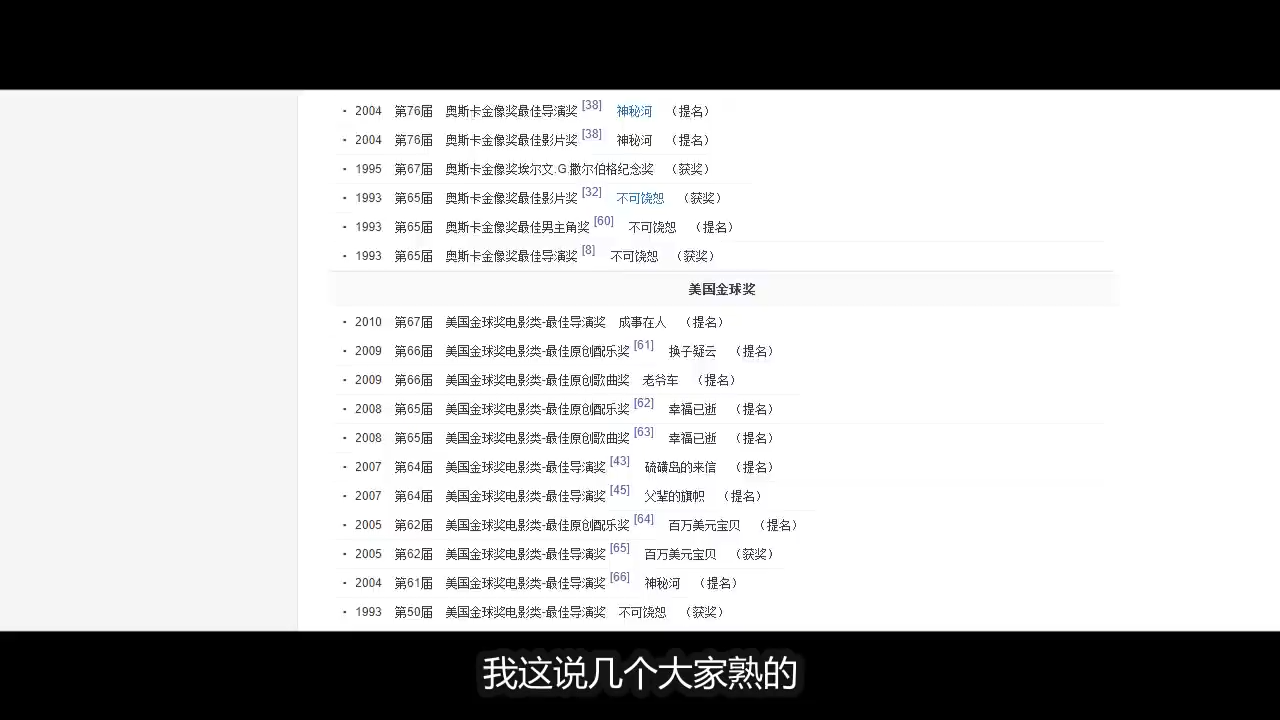 · 2004 第76届 奥斯卡金像奖最佳导演奖 [38] 神秘河 （提名）
· 2004 第76届 奥斯卡金像奖最佳影片奖 [38] 神秘河 （提名）
· 1995 第67届 奥斯卡金像奖埃尔文.G.撒尔伯格纪念奖 （获奖）
· 1993 第65届 奥斯卡金像奖最佳影片奖 [32] 不可饶恕 （获奖）
· 1993 第65届 奥斯卡金像奖最佳男主角奖 [60] 不可饶恕 （提名）
· 1993 第65届 奥斯卡金像奖最佳导演奖 [8] 不可饶恕 （获奖）
美国金球奖
· 2010 第67届 美国金球奖电影类-最佳导演奖 成事在人 （提名）
· 2009 第66届 美国金球奖电影类-最佳原创配乐奖 [61] 换子疑云 （提名）
· 2009 第66届 美国金球奖电影类-最佳原创歌曲奖 老爷车 （提名）
· 2008 第65届 美国金球奖电影类-最佳原创配乐奖 [62] 幸福已逝 （提名）
· 2008 第65届 美国金球奖电影类-最佳原创歌曲奖 [63] 幸福已逝 （提名）
· 2007 第64届 美国金球奖电影类-最佳导演奖 [43] 硫磺岛的来信 （提名）
· 2007 第64届 美国金球奖电影类-最佳导演奖 [45] 父辈的旗帜 （提名）
· 2005 第62届 美国金球奖电影类-最佳原创配乐奖 [64] 百万美元宝贝 （提名）
· 2005 第62届 美国金球奖电影类-最佳导演奖 [65] 百万美元宝贝 （获奖）
· 2004 第61届 美国金球奖电影类-最佳导演奖 [66] 神秘河 （提名）
· 1993 第50届 美国金球奖电影类-最佳导演奖 不可饶恕 （获奖）
我这说几个大家熟的